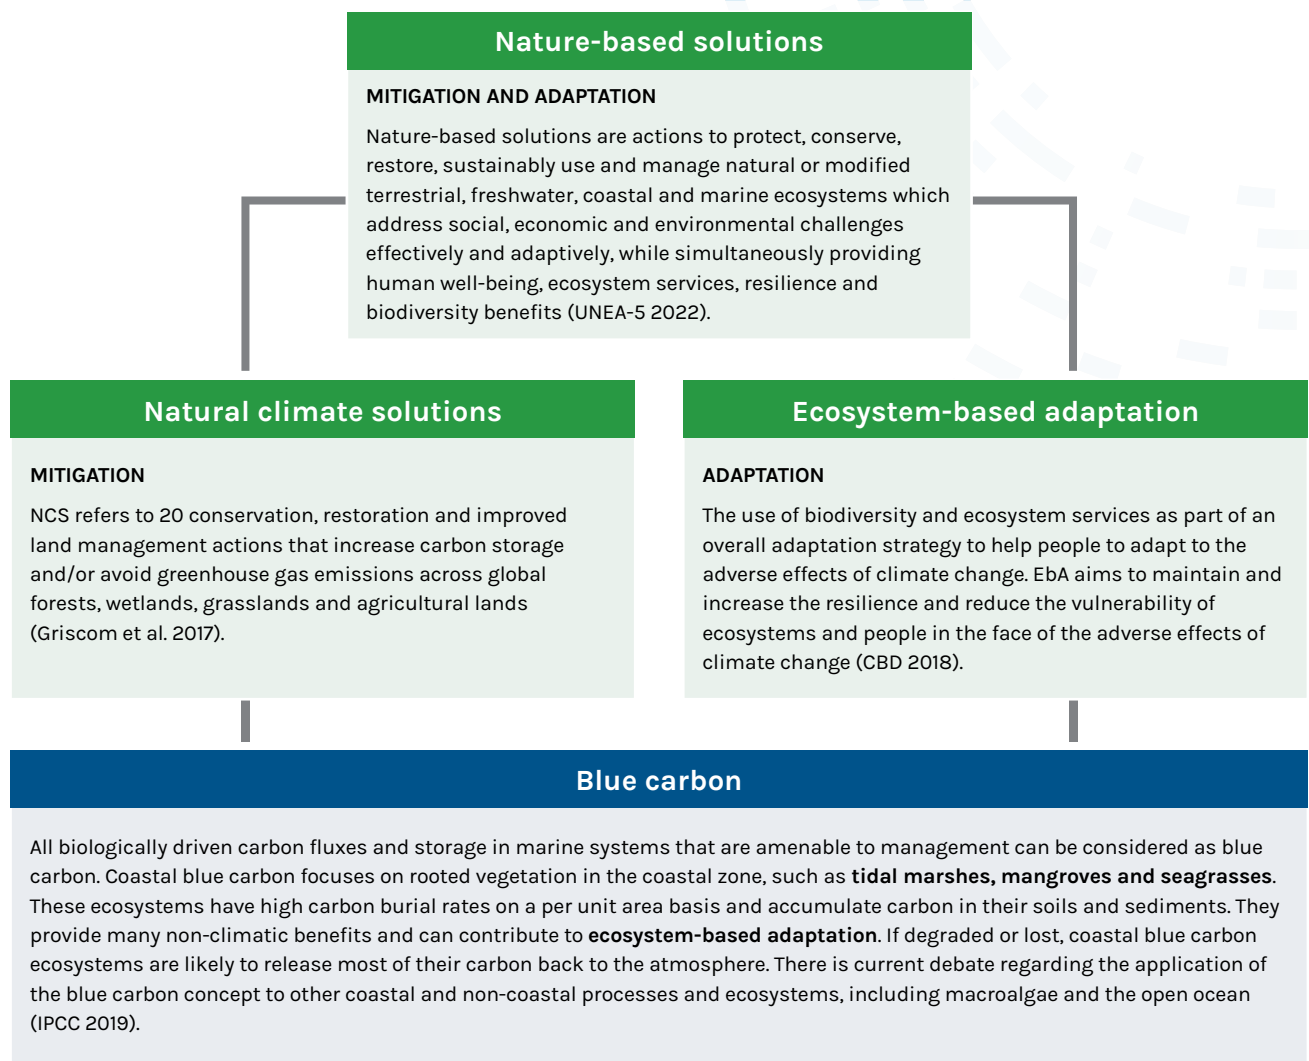 Nature-based solutions
MITIGATION AND ADAPTATION
Nature-based solutions are actions to protect, conserve,
restore, sustainably use and manage natural or modified
terrestrial, freshwater, coastal and marine ecosystems which
address social, economic and environmental challenges
effectively and adaptively, while simultaneously providing
human well-being, ecosystem services, resilience and
biodiversity benefits (UNEA-5 2022).
Natural climate solutions
MITIGATION
NCS refers to 20 conservation, restoration and improved
land management actions that increase carbon storage
and/or avoid greenhouse gas emissions across global
forests, wetlands, grasslands and agricultural lands
(Griscom et al. 2017).
Ecosystem-based adaptation
ADAPTATION
The use of biodiversity and ecosystem services as part of an
overall adaptation strategy to help people to adapt to the
adverse effects of climate change. EbA aims to maintain and
increase the resilience and reduce the vulnerability of
ecosystems and people in the face of the adverse effects of
climate change (CBD 2018).
Blue carbon
All biologically driven carbon fluxes and storage in marine systems that are amenable to management can be considered as blue
carbon. Coastal blue carbon focuses on rooted vegetation in the coastal zone, such as tidal marshes, mangroves and seagrasses.
These ecosystems have high carbon burial rates on a per unit area basis and accumulate carbon in their soils and sediments. They
provide many non-climatic benefits and can contribute to ecosystem-based adaptation. If degraded or lost, coastal blue carbon
ecosystems are likely to release most of their carbon back to the atmosphere. There is current debate regarding the application of
the blue carbon concept to other coastal and non-coastal processes and ecosystems, including macroalgae and the open ocean
(IPCC 2019).